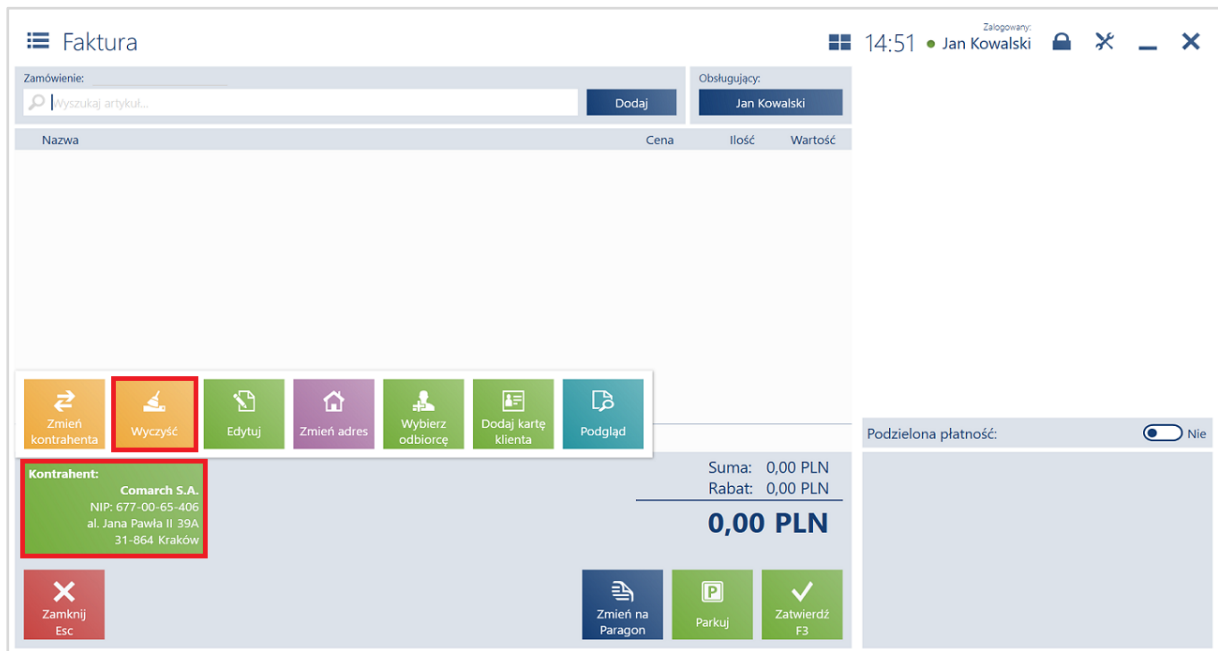 Faktura
14:51
Zalogowany:
Jan Kowalski
Zamówienie:
Wyszukaj artykuł...
Dodaj
Obsługujący:
Jan Kowalski
Nazwa Cena Ilość Wartość
Zmień
kontrahenta
Wyczyść
Edytuj
Zmień adres
Wybierz
odbiorcę
Dodaj kartę
klienta
Podgląd
Podzielona płatność:
Nie
Kontrahent:
Comarch S.A.
NIP: 677-00-65-406
al. Jana Pawła II 39A
31-864 Kraków
Suma: 0,00 PLN
Rabat: 0,00 PLN
0,00 PLN
Zamknij
Esc
Zmień na
Paragon
Parkuj
Zatwierdź
F3